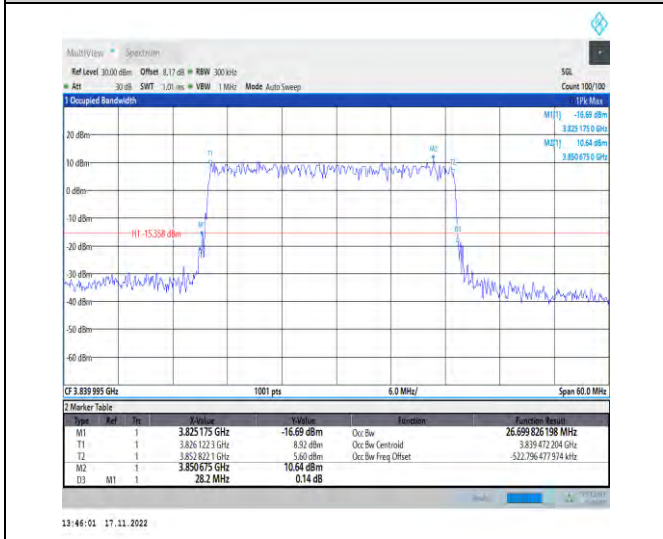 MultiView Spectrum
Ref Level 30.00 dBm Offset 8.17 dB RBW 300 kHz SGL
Att 30 dB SWT 1.01 ms VBW 1 MHz Mode Auto Sweep Count 100/100
1 Occupied Bandwidth 1Pk Max
M1[1] -16.69 dBm
3.825 175 0 GHz
M2[1] 10.64 dBm
3.850 675 0 GHz
20 dBm
10 dBm
0 dBm
-10 dBm
-20 dBm
-30 dBm
-40 dBm
-50 dBm
-60 dBm
T1
M2
T2
M1
H1 -15.358 dBm
D3
CF 3.839 995 GHz 1001 pts 6.0 MHz/ Span 60.0 MHz
2 Marker Table
Type Ref Trc X-Value Y-Value Function Function Result
M1 1 3.825175 GHz -16.69 dBm Occ Bw 26.699 826 198 MHz
T1 1 3.826 122 3 GHz 8.92 dBm Occ Bw Centroid 3.839 472 204 GHz
T2 1 3.852 822 1 GHz 5.60 dBm Occ Bw Freq Offset -522.796 477 974 kHz
M2 1 3.850675 GHz 10.64 dBm
D3 M1 1 28.2 MHz 0.14 dB
13:46:01 17.11.2022